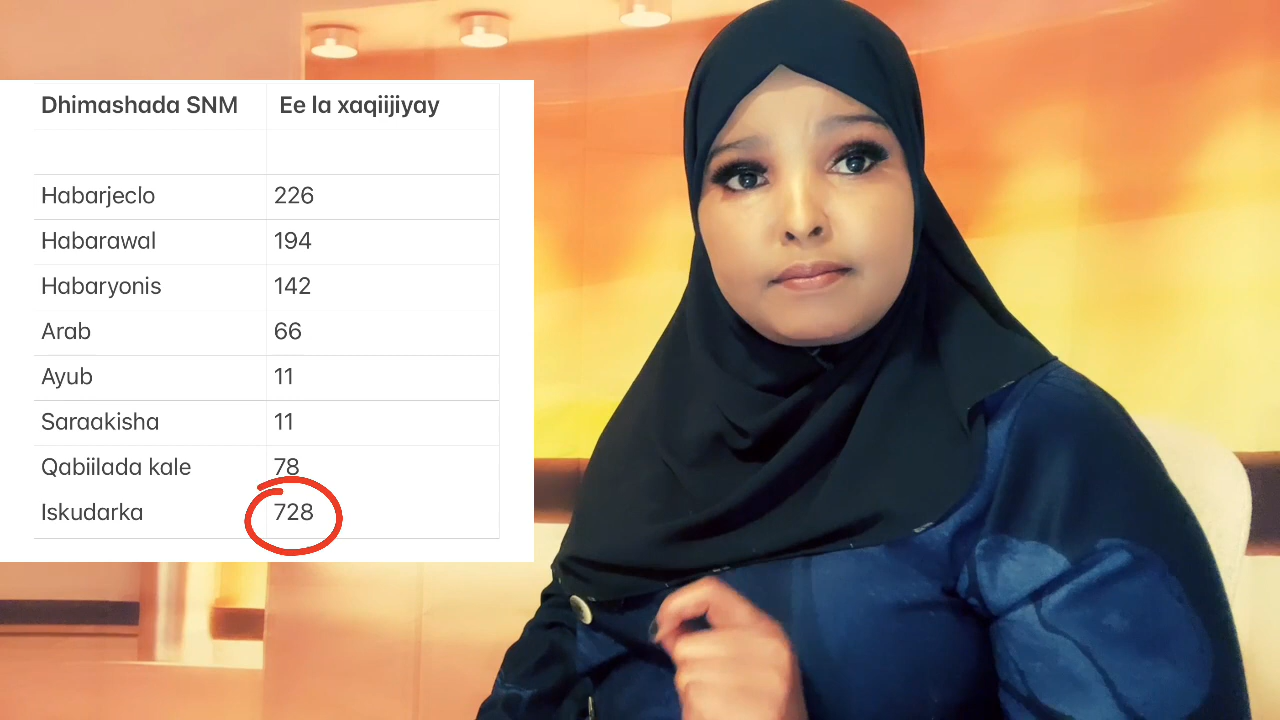 Dhimashada SNM Ee la xaqiijiyay
Habarjeclo 226
Habarawal 194
Habaryonis 142
Arab 66
Ayub 11
Saraakisha 11
Qabiilada kale 78
Iskudarka 728